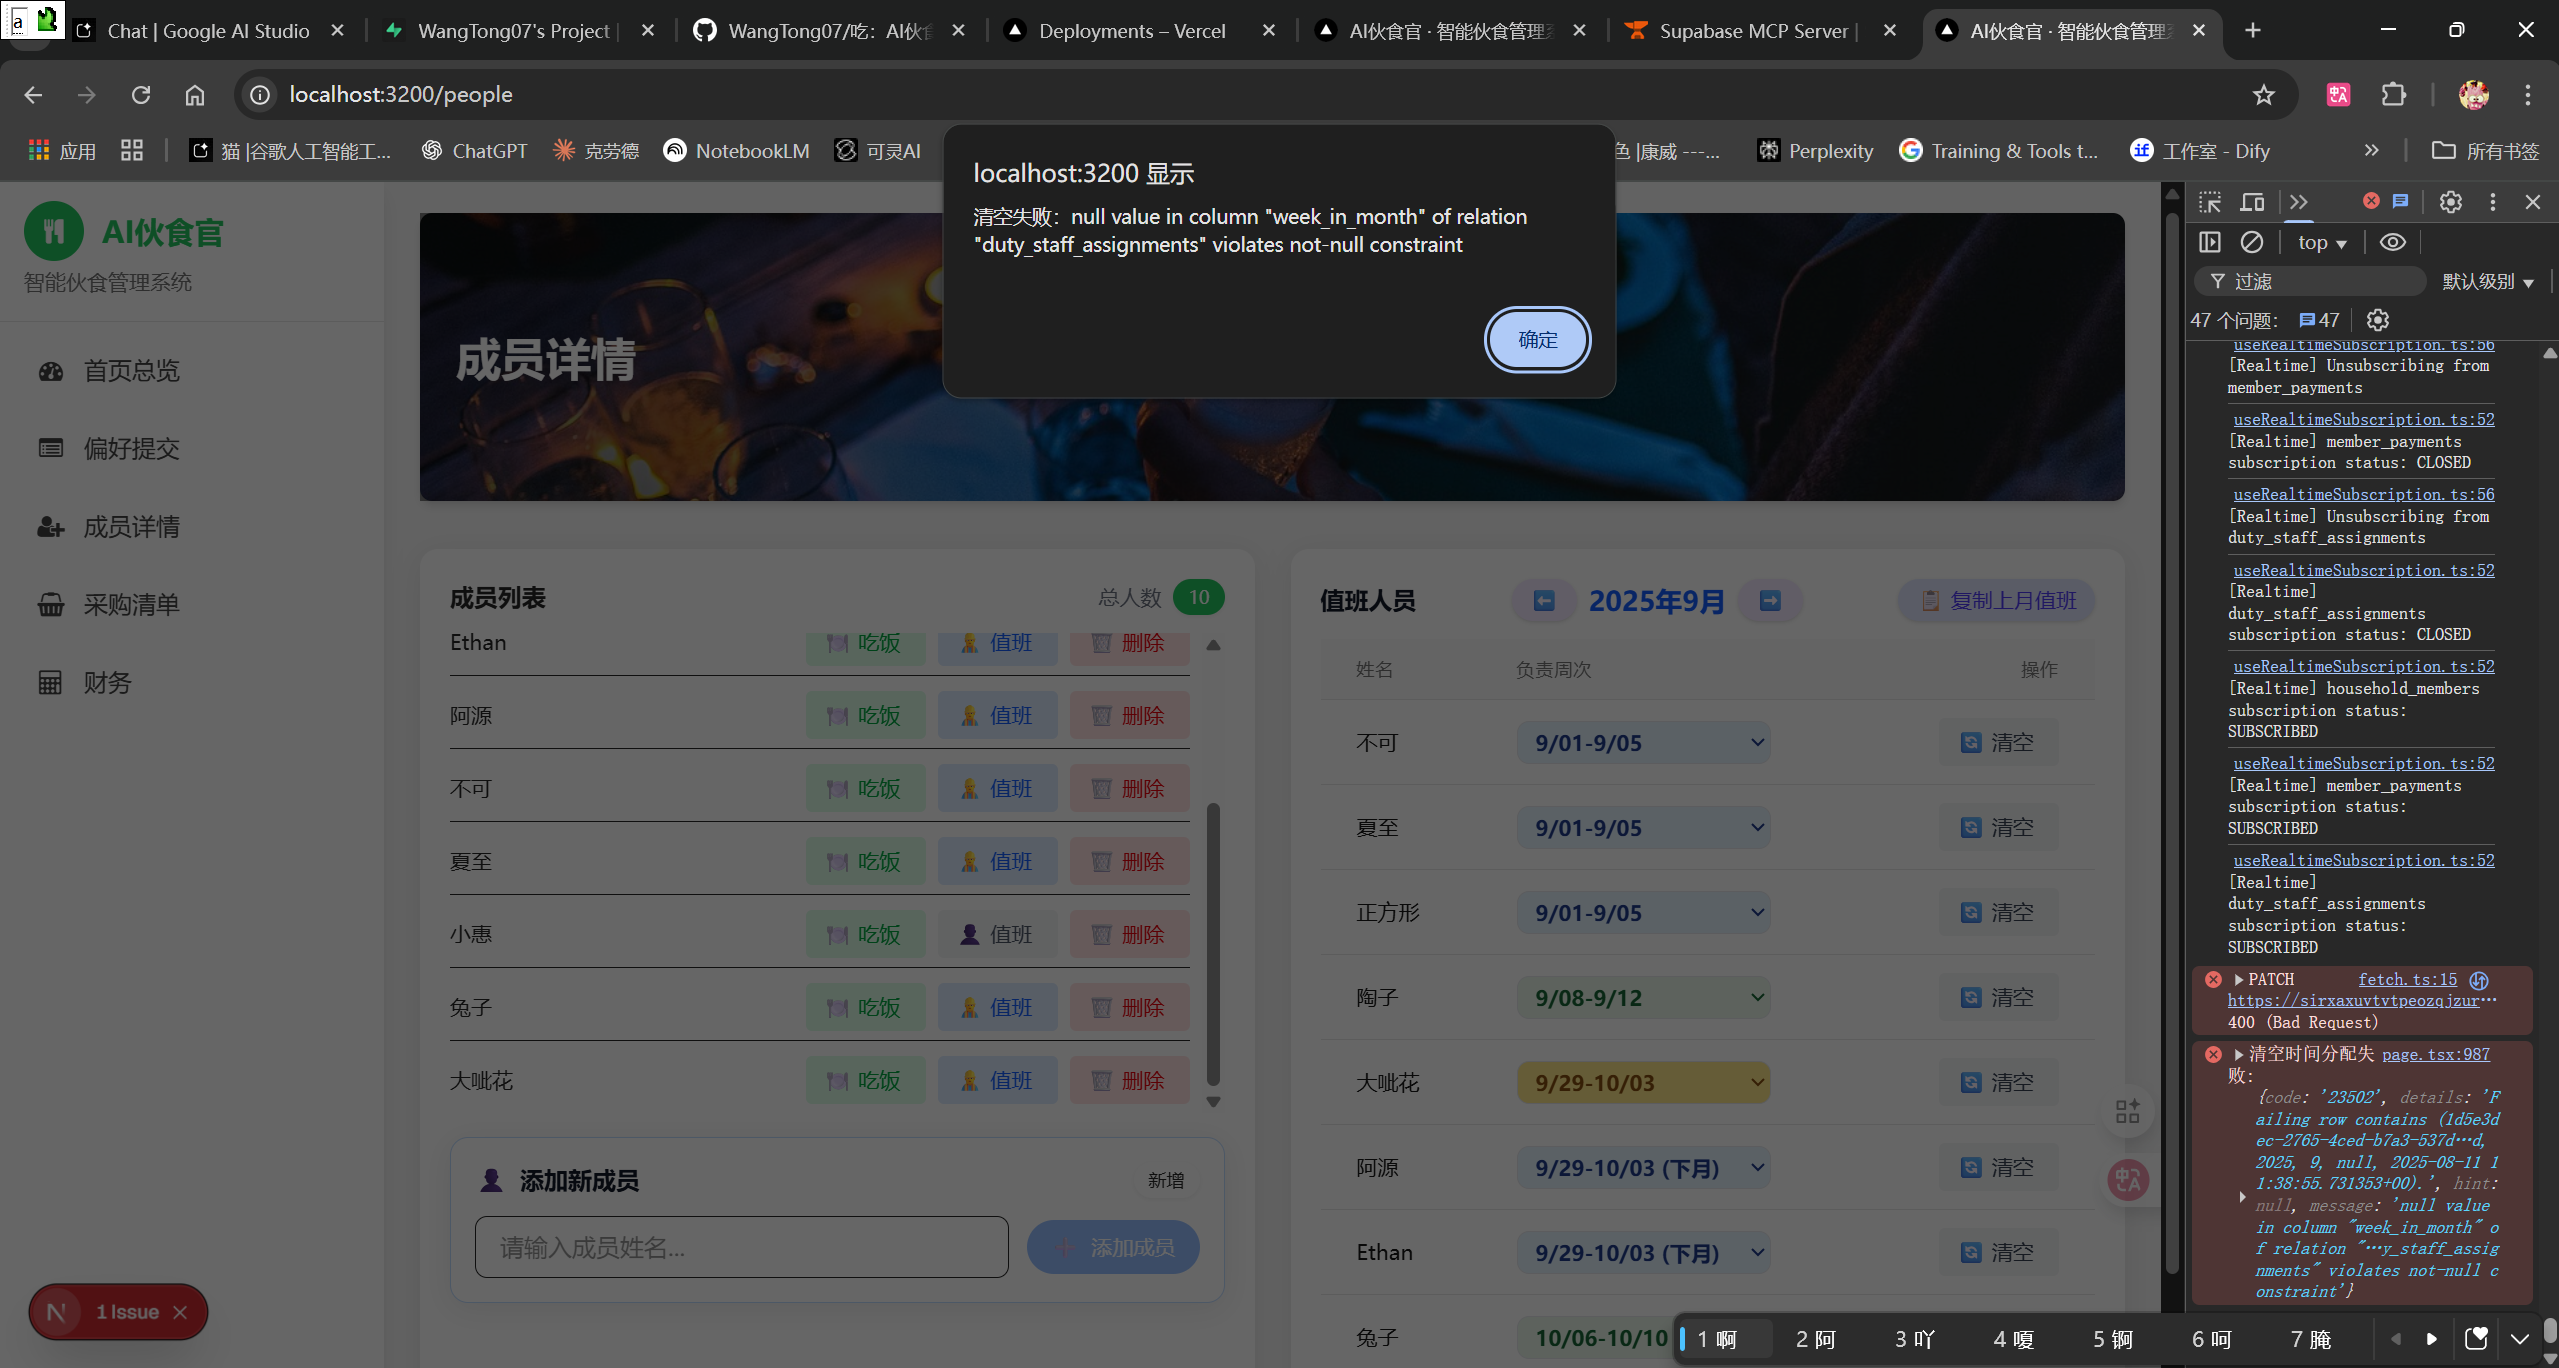 a
Chat | Google AI Studio
WangTong07's Project |
WangTong07/吃：AI伙
Deployments – Vercel
AI伙食官 · 智能伙食管理
Supabase MCP Server |
AI伙食官 · 智能伙食管理
localhost:3200/people
应用
猫 |谷歌人工智能工...
ChatGPT
克劳德
NotebookLM
可灵AI
色 |康威 ---...
Perplexity
Training & Tools t...
工作室 - Dify
所有书签
localhost:3200 显示
清空失败：null value in column "week_in_month" of relation
"duty_staff_assignments" violates not-null constraint
确定
AI伙食官
智能伙食管理系统
首页总览
偏好提交
成员详情
采购清单
财务
N 1 Issue
成员详情
成员列表 总人数 10
Ethan 吃饭 值班 删除
阿源 吃饭 值班 删除
不可 吃饭 值班 删除
夏至 吃饭 值班 删除
小惠 吃饭 值班 删除
兔子 吃饭 值班 删除
大呲花 吃饭 值班 删除
添加新成员 新增
请输入成员姓名... 添加成员
值班人员 2025年9月 复制上月值班
姓名 负责周次 操作
不可 9/01-9/05 清空
夏至 9/01-9/05 清空
正方形 9/01-9/05 清空
陶子 9/08-9/12 清空
大呲花 9/29-10/03 清空
阿源 9/29-10/03 (下月) 清空
Ethan 9/29-10/03 (下月) 清空
兔子 10/06-10/10
top
过滤 默认级别
47 个问题： 47
useRealtimeSubscription.ts:56
[Realtime] Unsubscribing from
member_payments
useRealtimeSubscription.ts:52
[Realtime] member_payments
subscription status: CLOSED
useRealtimeSubscription.ts:56
[Realtime] Unsubscribing from
duty_staff_assignments
useRealtimeSubscription.ts:52
[Realtime]
duty_staff_assignments
subscription status: CLOSED
useRealtimeSubscription.ts:52
[Realtime] household_members
subscription status:
SUBSCRIBED
useRealtimeSubscription.ts:52
[Realtime] member_payments
subscription status:
SUBSCRIBED
useRealtimeSubscription.ts:52
[Realtime]
duty_staff_assignments
subscription status:
SUBSCRIBED
PATCH fetch.ts:15
https://sirxaxuvtvtpeozqjzur…
400 (Bad Request)
清空时间分配失 page.tsx:987
败:
{code: '23502', details: 'F
ailing row contains (1d5e3d
ec-2765-4ced-b7a3-537d…d,
2025, 9, null, 2025-08-11 1
1:38:55.731353+00).', hint:
null, message: 'null value
in column "week_in_month" o
f relation "…y_staff_assig
nments" violates not-null c
onstraint'}
1 啊 2 阿 3 吖 4 嗄 5 锕 6 呵 7 腌